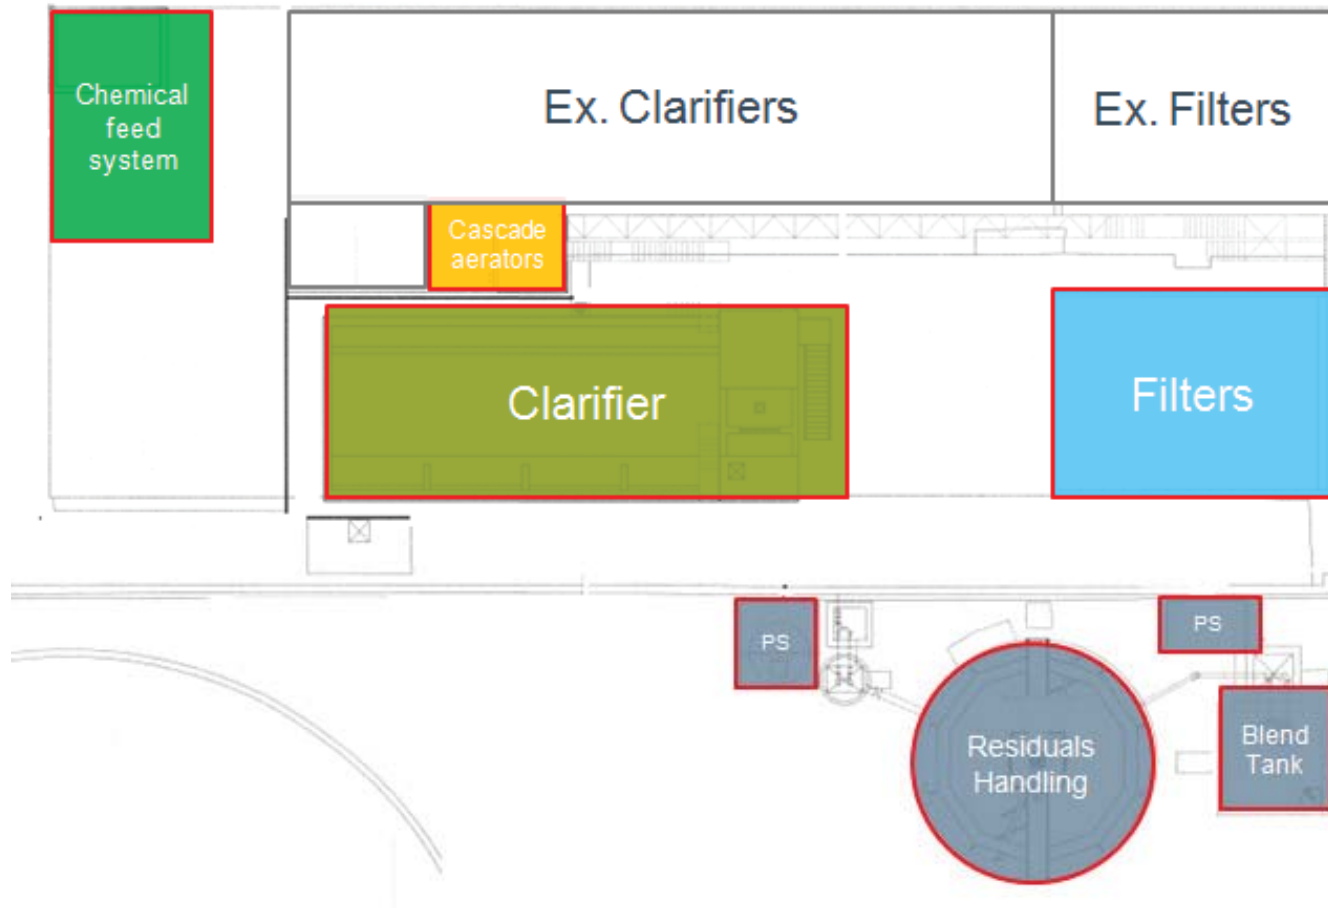 Chemical
feed
system
Ex. Clarifiers
Ex. Filters
Cascade
aerators
Clarifier
Filters
PS
PS
Residuals
Handling
Blend
Tank